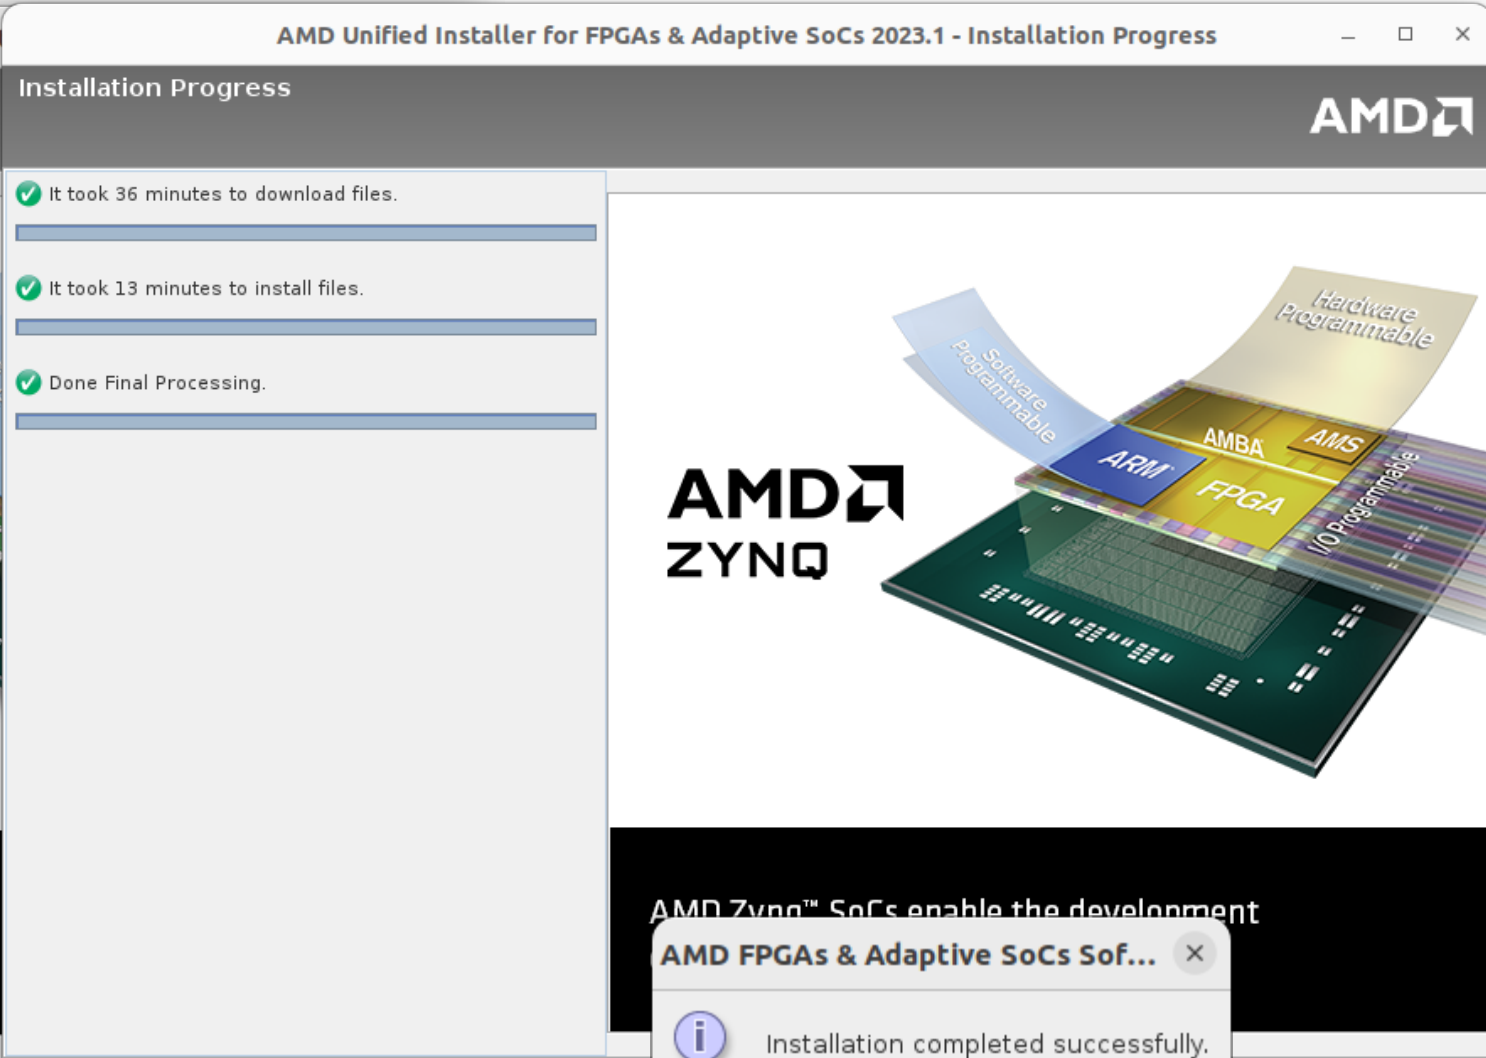 AMD Unified Installer for FPGAs & Adaptive SoCs 2023.1 - Installation Progress
Installation Progress
AMD
It took 36 minutes to download files.
It took 13 minutes to install files.
Done Final Processing.
Hardware
Programmable
Software
Programmable
AMBA
AMS
ARM
FPGA
I/O Programmable
AMD
ZYNQ
AMD Zynq™ SoCs enable the development
AMD FPGAs & Adaptive SoCs Sof...
Installation completed successfully.